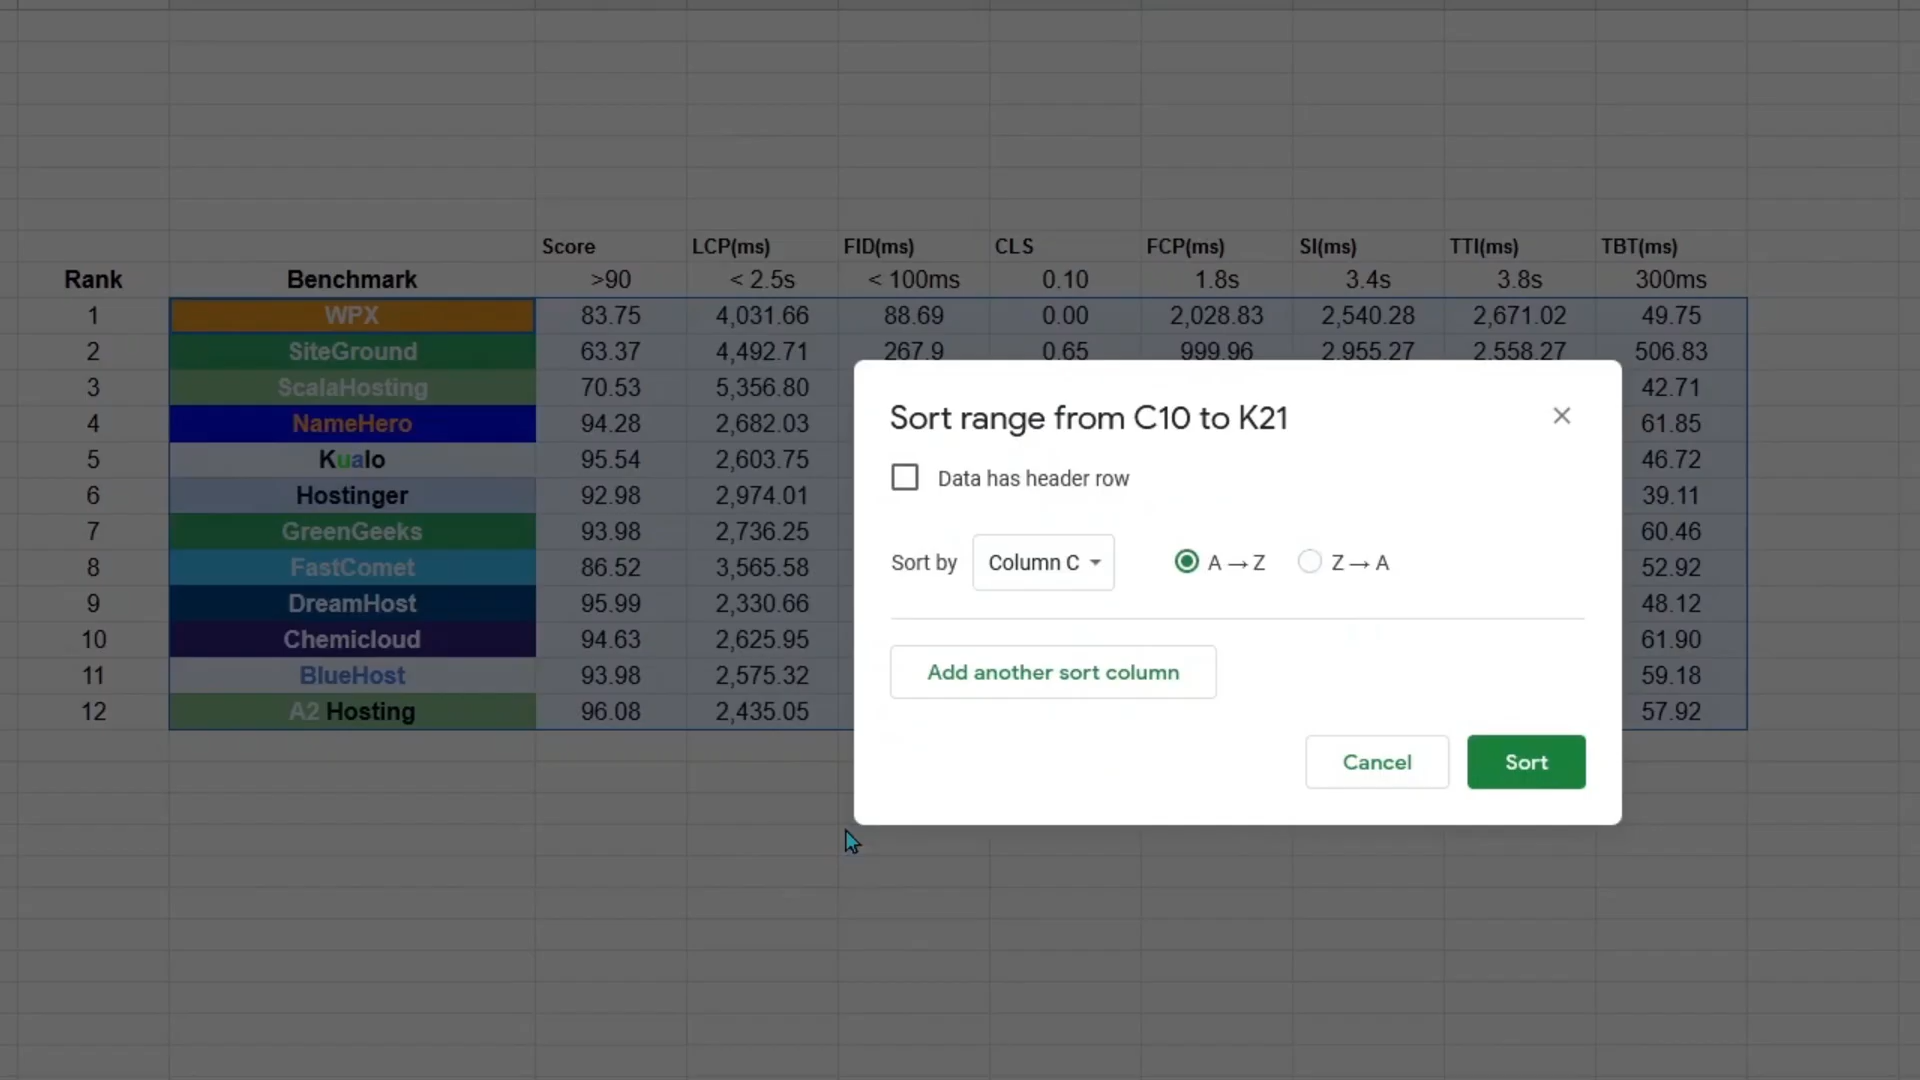 Score LCP(ms) FID(ms) CLS FCP(ms) SI(ms) TTI(ms) TBT(ms)
Rank Benchmark >90 < 2.5s < 100ms 0.10 1.8s 3.4s 3.8s 300ms
1 WPX 83.75 4,031.66 88.69 0.00 2,028.83 2,540.28 2,671.02 49.75
2 SiteGround 63.37 4,492.71 267.9 0.65 999.96 2,955.27 2,558.27 506.83
3 ScalaHosting 70.53 5,356.80 42.71
4 NameHero 94.28 2,682.03 61.85
5 Kualo 95.54 2,603.75 46.72
6 Hostinger 92.98 2,974.01 39.11
7 GreenGeeks 93.98 2,736.25 60.46
8 FastComet 86.52 3,565.58 52.92
9 DreamHost 95.99 2,330.66 48.12
10 Chemicloud 94.63 2,625.95 61.90
11 BlueHost 93.98 2,575.32 59.18
12 A2 Hosting 96.08 2,435.05 57.92
Sort range from C10 to K21
Data has header row
Sort by Column C A → Z Z → A
Add another sort column
Cancel Sort